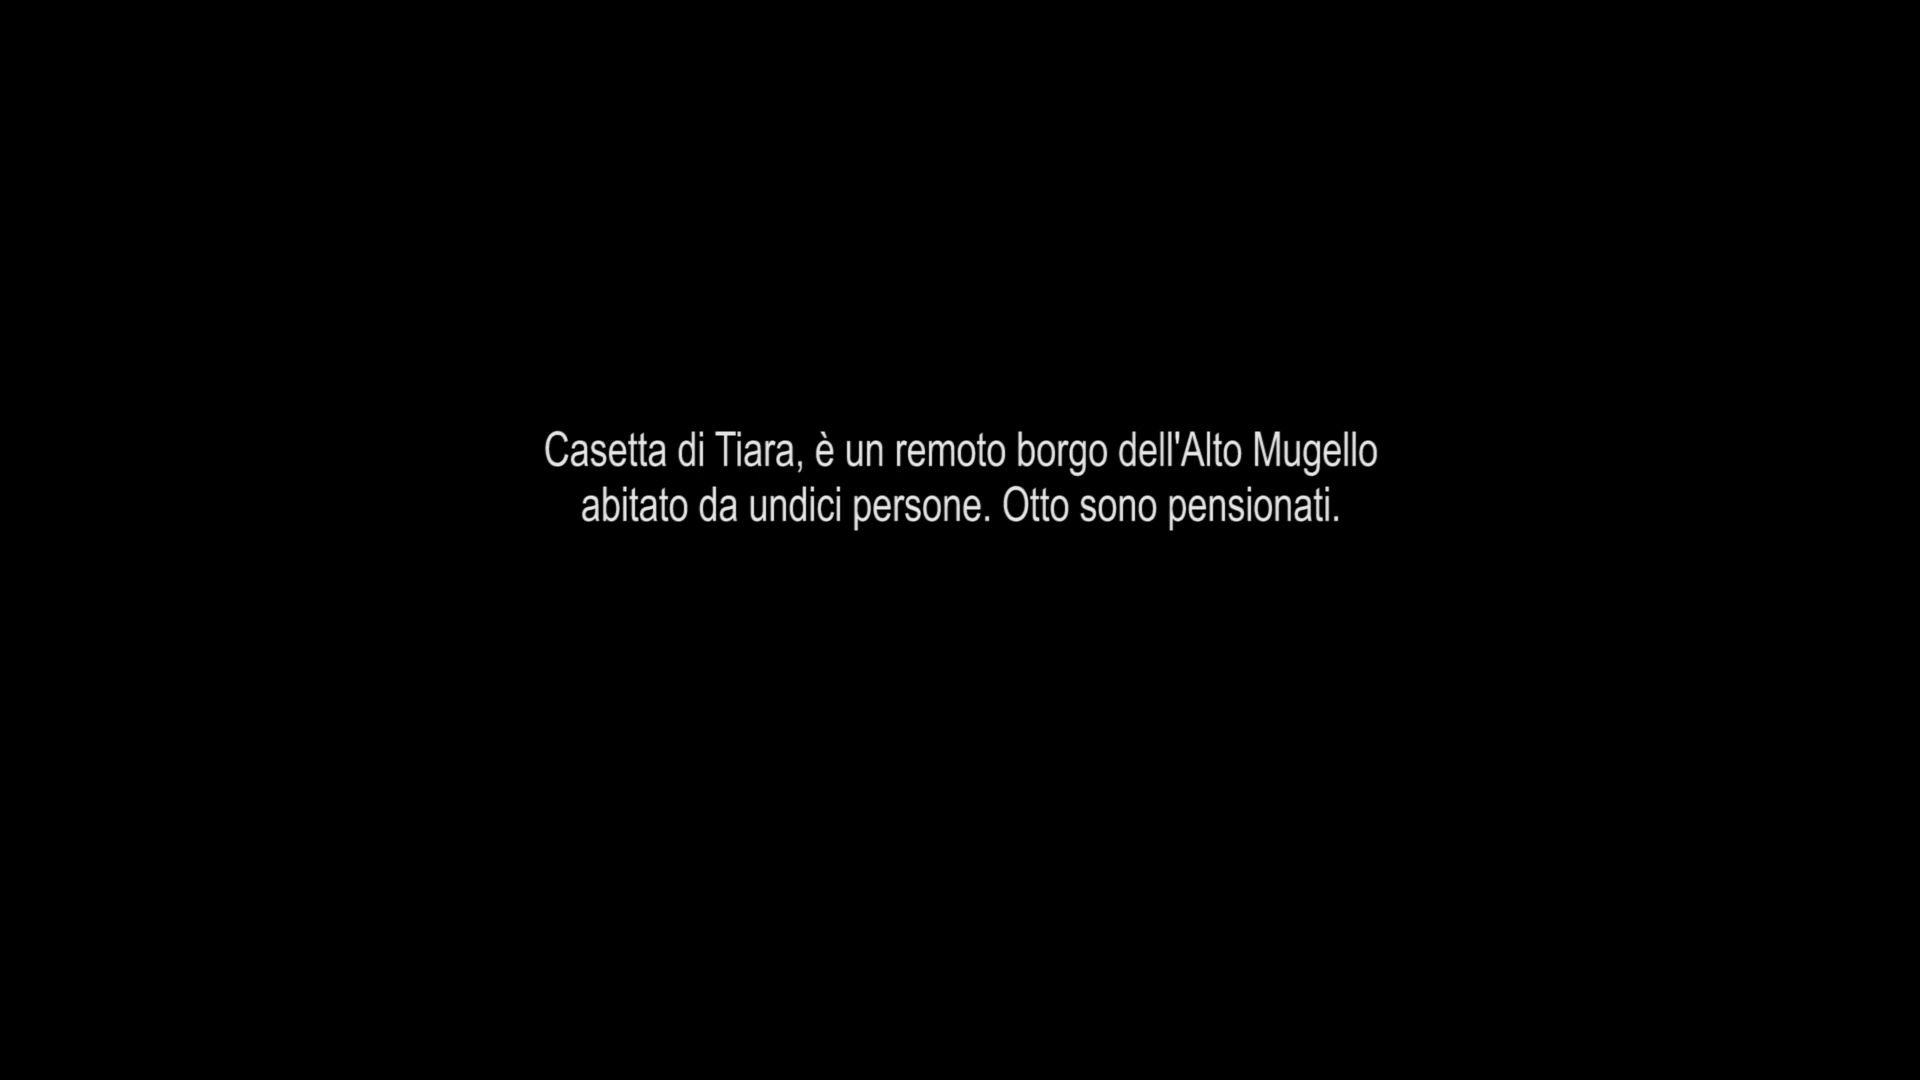 Casetta di Tiara, è un remoto borgo dell'Alto Mugello
abitato da undici persone. Otto sono pensionati.